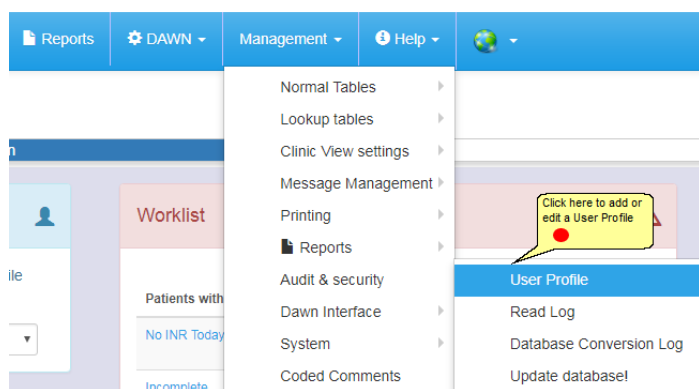 Reports
DAWN
Management
Help
Normal Tables
Lookup tables
Clinic View settings
Message Management
Printing
Reports
Audit & security
Dawn Interface
System
Coded Comments
n
ile
Worklist
Patients with
No INR Today
Incomplete
Click here to add or
edit a User Profile
User Profile
Read Log
Database Conversion Log
Update database!